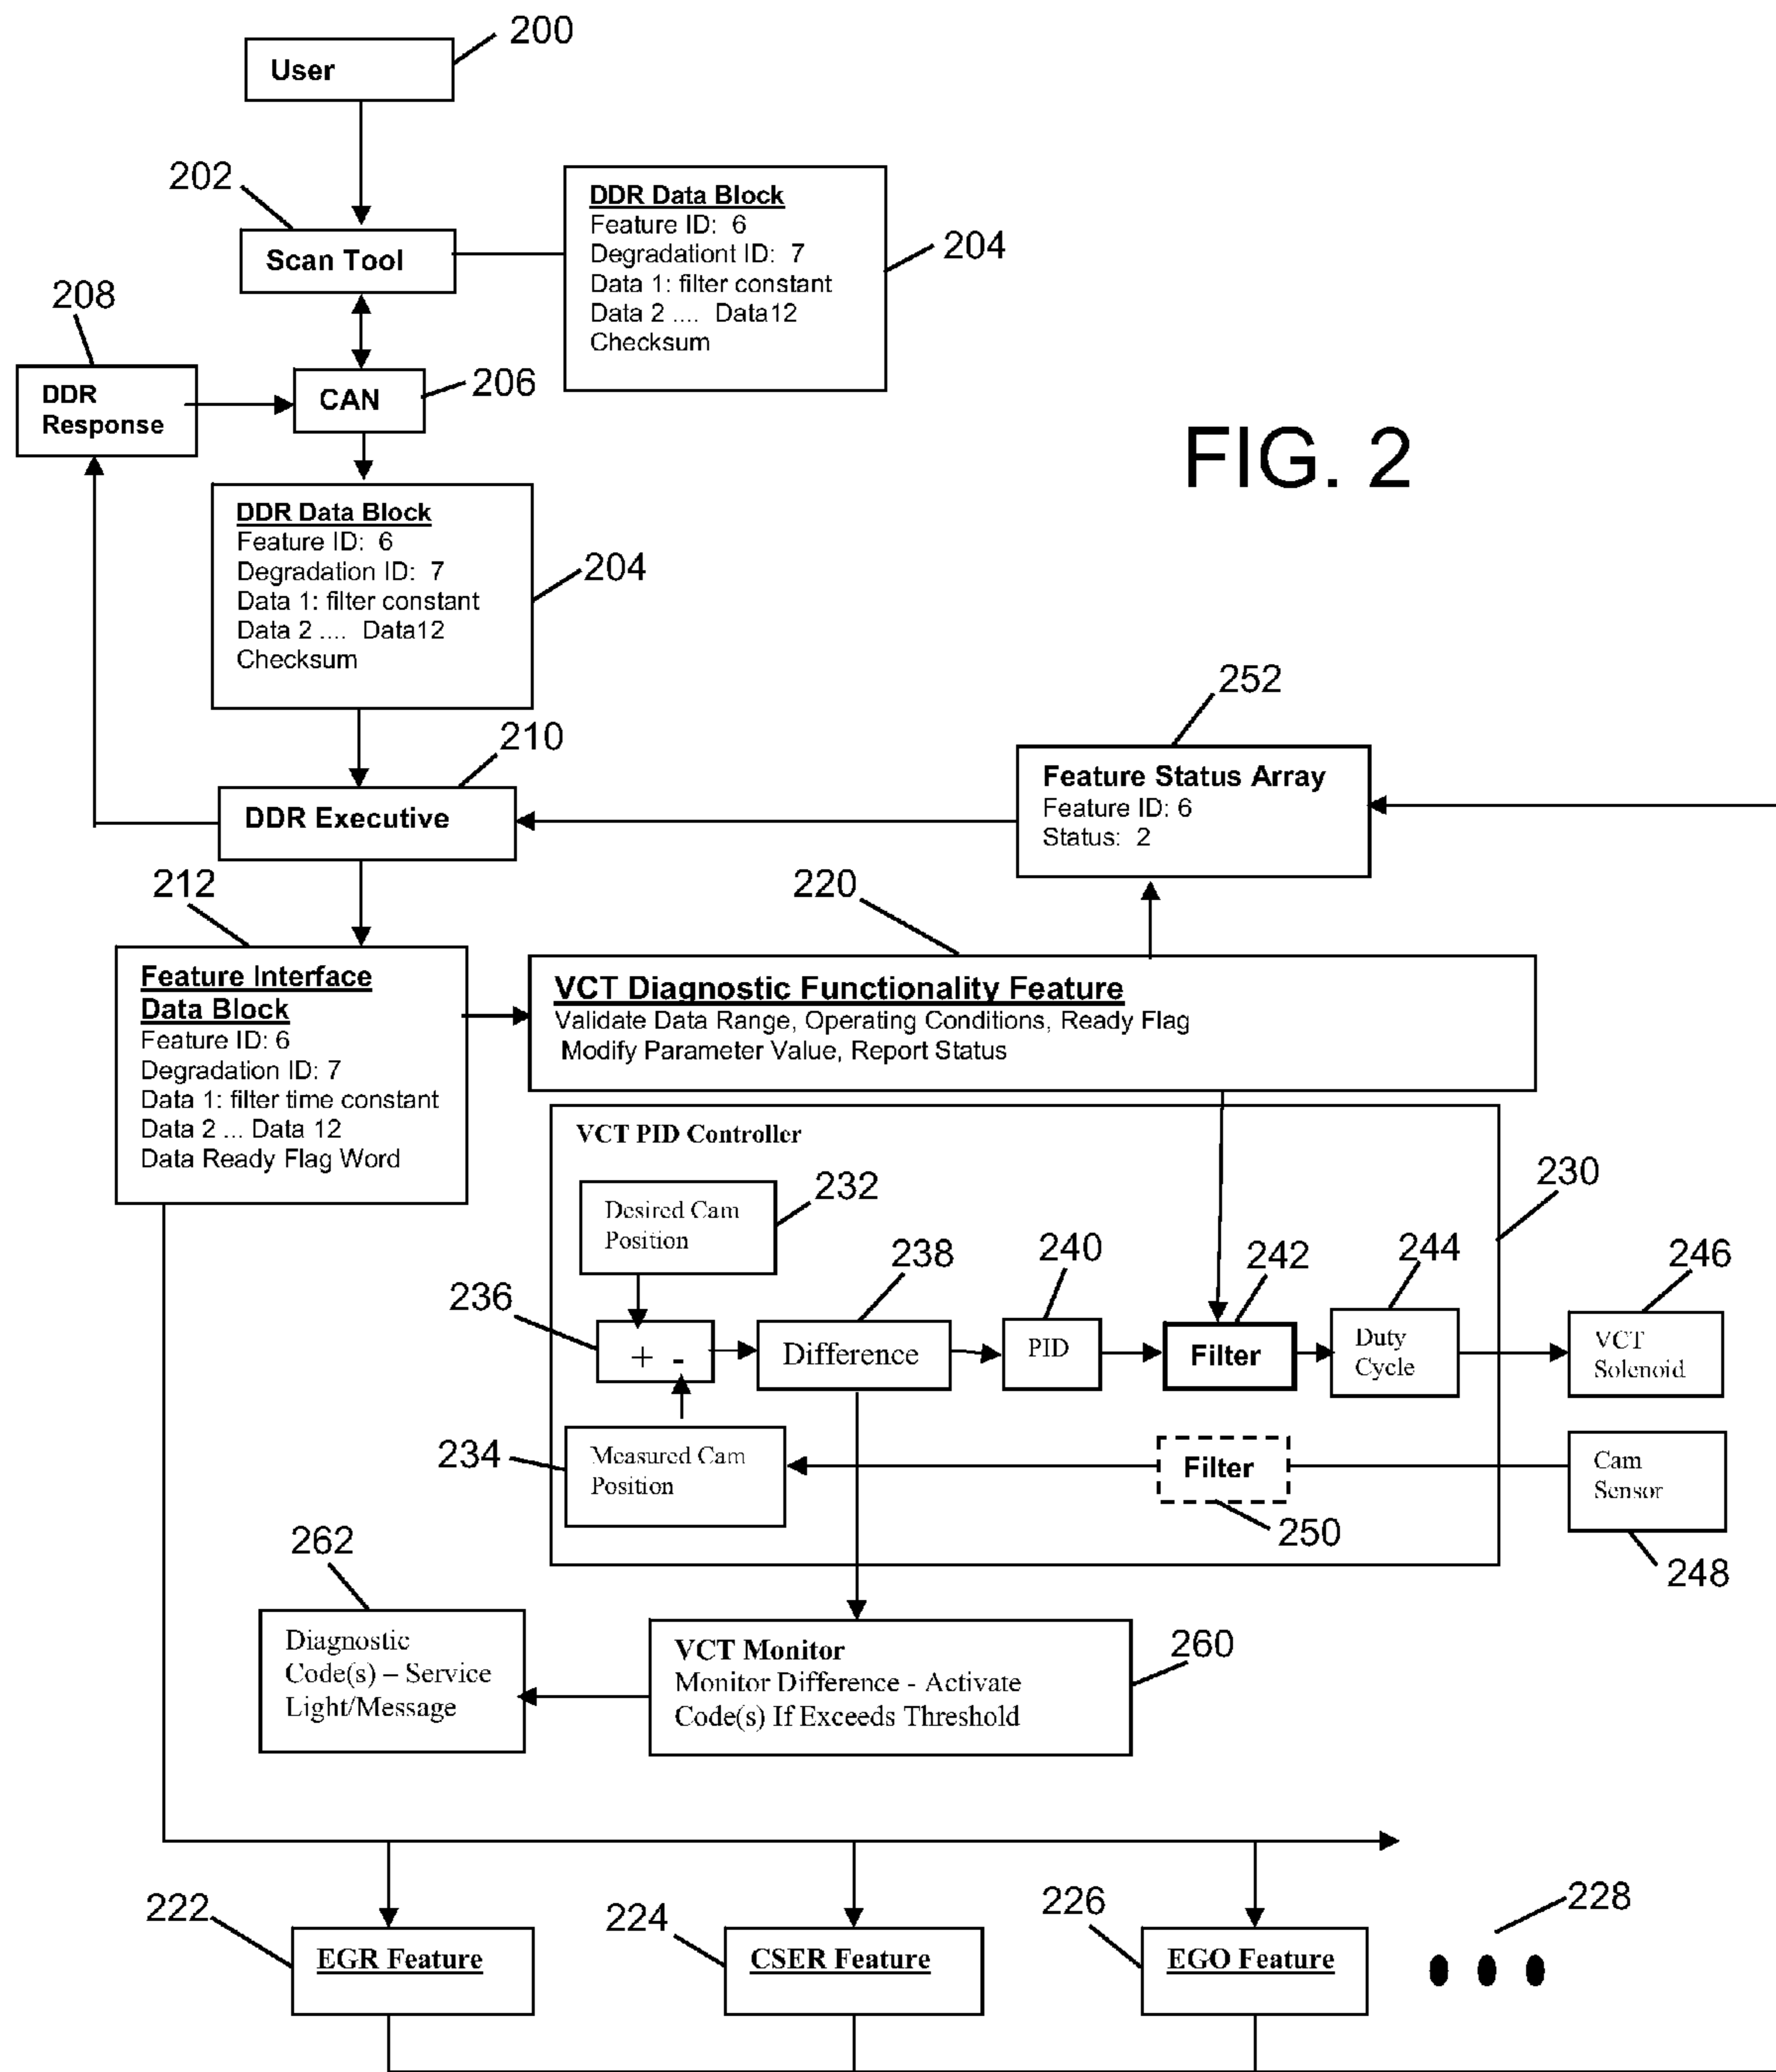 200
User
202
DDR Data Block
Feature ID: 6
Degradationt ID: 7
Data 1: filter constant
Data 2 .... Data12
Checksum
204
Scan Tool
208
DDR
Response
CAN
206
FIG. 2
DDR Data Block
Feature ID: 6
Degradation ID: 7
Data 1: filter constant
Data 2 .... Data12
Checksum
204
252
210
Feature Status Array
Feature ID: 6
Status: 2
DDR Executive
212
220
Feature Interface
Data Block
Feature ID: 6
Degradation ID: 7
Data 1: filter time constant
Data 2 ... Data 12
Data Ready Flag Word
VCT Diagnostic Functionality Feature
Validate Data Range, Operating Conditions, Ready Flag
Modify Parameter Value, Report Status
VCT PID Controller
230
232
Desired Cam
Position
236
238
240
242
244
246
+ -
Difference
PID
Filter
Duty
Cycle
VCT
Solenoid
234
Measured Cam
Position
Filter
250
Cam
Sensor
248
262
Diagnostic
Code(s) – Service
Light/Message
VCT Monitor
Monitor Difference - Activate
Code(s) If Exceeds Threshold
260
222
EGR Feature
224
CSER Feature
226
EGO Feature
228